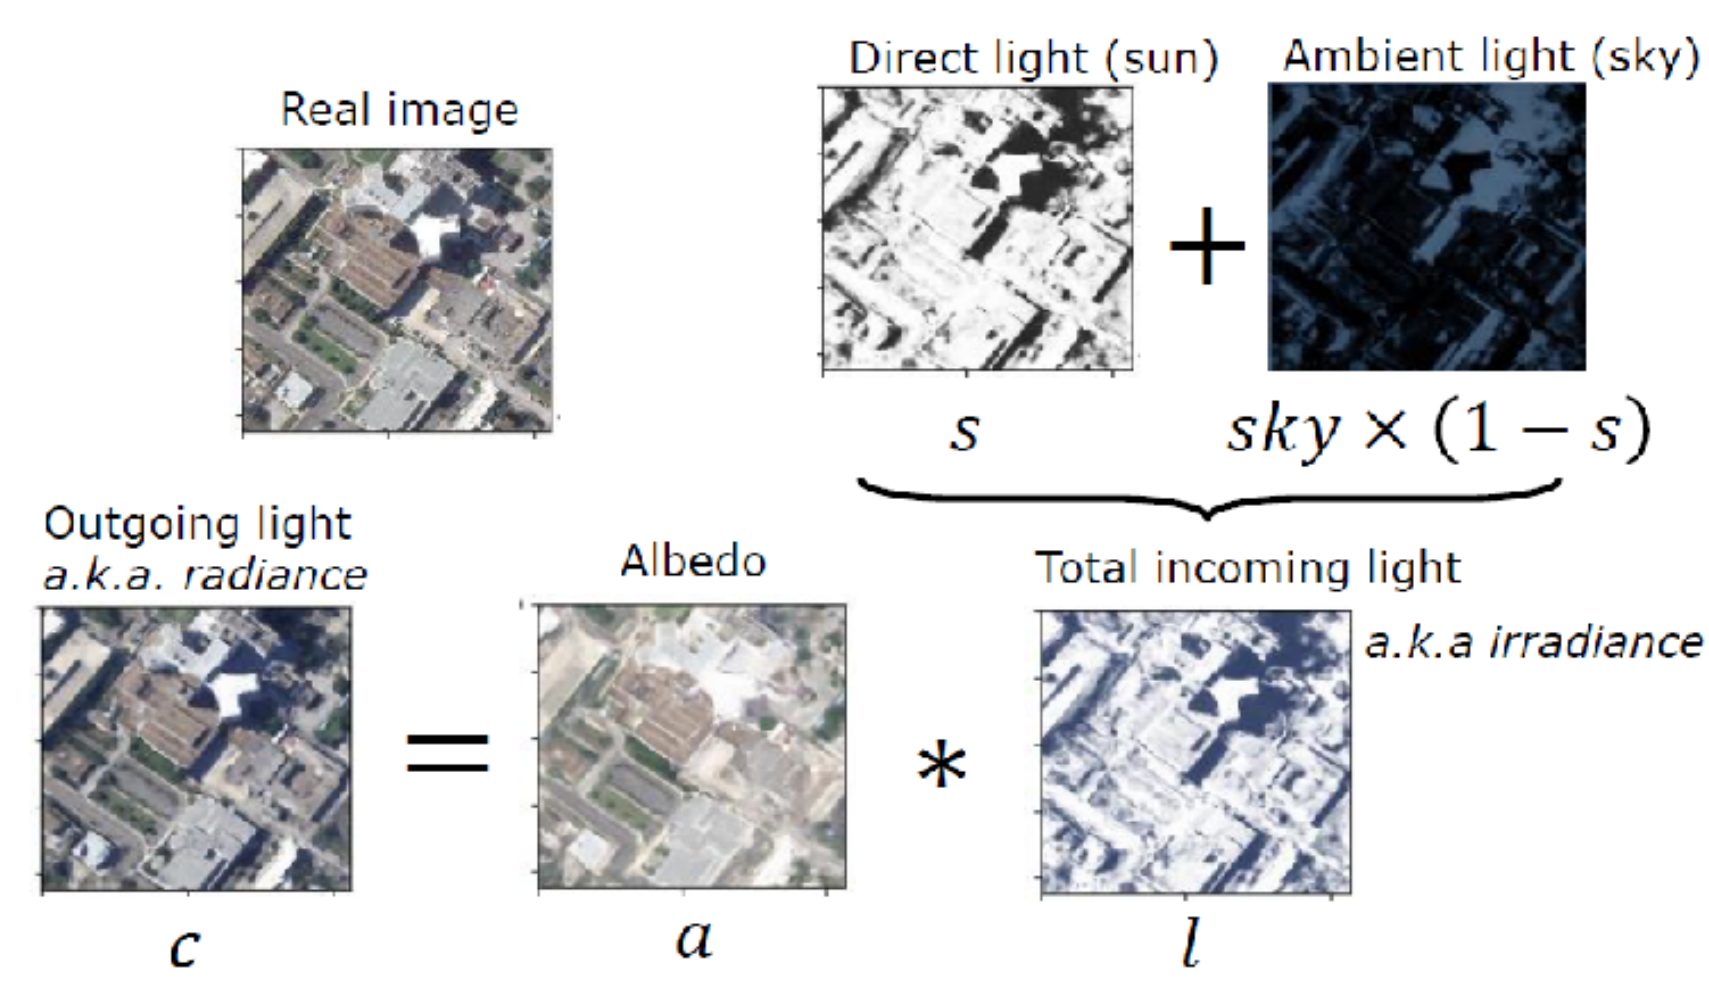 Real image
Direct light (sun)
Ambient light (sky)
+
s
sky × (1 − s)
Outgoing light
a.k.a. radiance
Albedo
Total incoming light
a.k.a irradiance
=
*
c
a
l